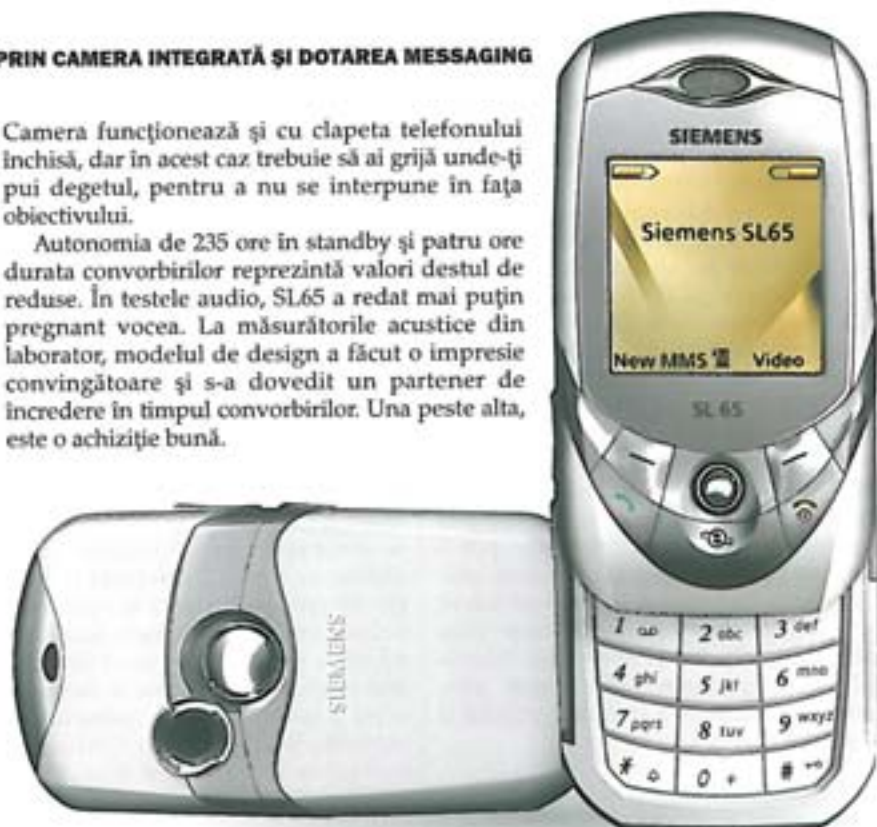 PRIN CAMERA INTEGRATĂ ŞI DOTAREA MESSAGING
Camera funcţionează şi cu clapeta telefonului
închisă, dar în acest caz trebuie să ai grijă unde-ţi
pui degetul, pentru a nu se interpune în faţa
obiectivului.
Autonomia de 235 ore în standby şi patru ore
durata convorbirilor reprezintă valori destul de
reduse. În testele audio, SL65 a redat mai puţin
pregnant vocea. La măsurătorile acustice din
laborator, modelul de design a făcut o impresie
convingătoare şi s-a dovedit un partener de
încredere în timpul convorbirilor. Una peste alta,
este o achiziţie bună.
SIEMENS
Siemens SL65
New MMS Video
SL 65
1 2 abc 3 def
4 ghi 5 jkl 6 mno
7 pqrs 8 tuv 9 wxyz
* 0 + #
SIEMENS